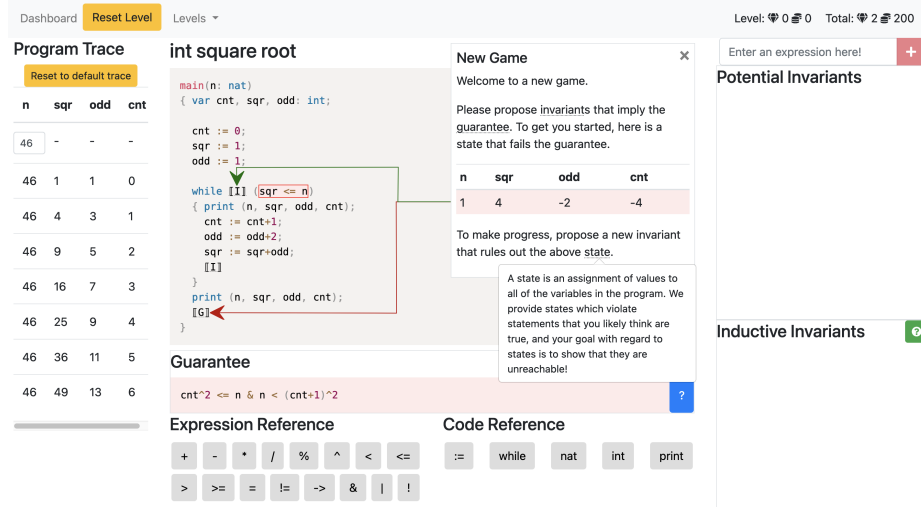 Dashboard Reset Level Levels Level: 0 0 Total: 2 200
Program Trace
Reset to default trace
n sqr odd cnt
46 - - -
46 1 1 0
46 4 3 1
46 9 5 2
46 16 7 3
46 25 9 4
46 36 11 5
46 49 13 6
int square root
main(n: nat)
{ var cnt, sqr, odd: int;
cnt := 0;
sqr := 1;
odd := 1;
while ⟦I⟧ (sqr <= n)
{ print (n, sqr, odd, cnt);
cnt := cnt+1;
odd := odd+2;
sqr := sqr+odd;
⟦I⟧
}
print (n, sqr, odd, cnt);
⟦G⟧
}
New Game ×
Welcome to a new game.
Please propose invariants that imply the
guarantee. To get you started, here is a
state that fails the guarantee.
n sqr odd cnt
1 4 -2 -4
To make progress, propose a new invariant
that rules out the above state.
A state is an assignment of values to
all of the variables in the program. We
provide states which violate
statements that you likely think are
true, and your goal with regard to
states is to show that they are
unreachable!
Guarantee
cnt^2 <= n & n < (cnt+1)^2
?
Expression Reference
+ - * / % ^ < <=
> >= = != -> & | !
Code Reference
:= while nat int print
Enter an expression here! +
Potential Invariants
Inductive Invariants ?